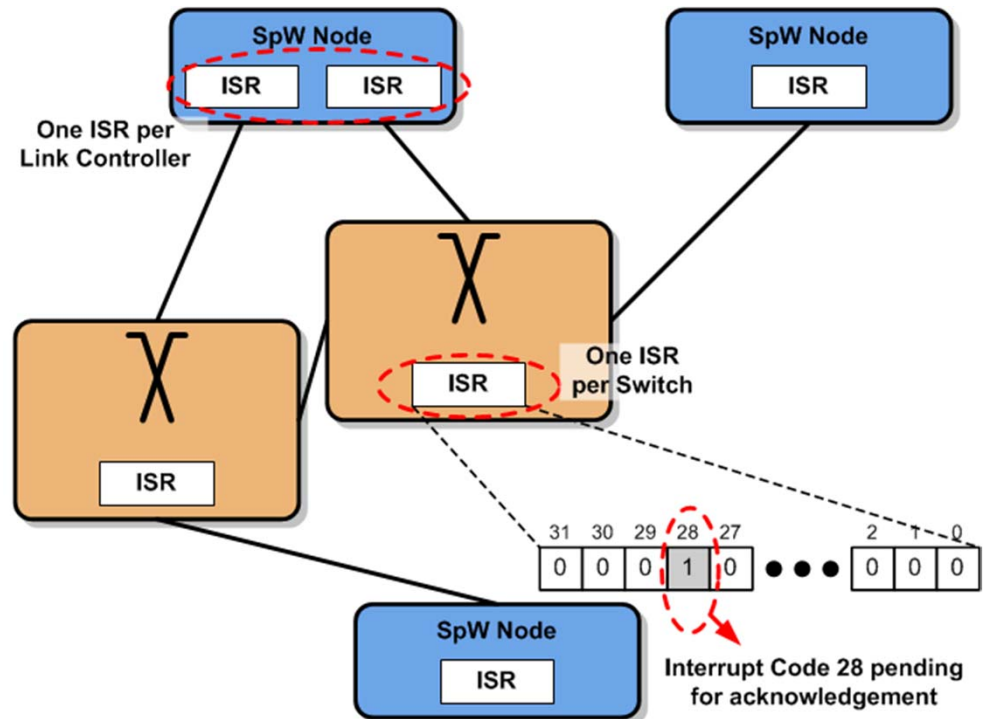 SpW Node
ISR ISR
SpW Node
ISR
One ISR per
Link Controller
ISR
One ISR
per Switch
ISR
31 30 29 28 27 2 1 0
0 0 0 1 0 0 0 0
SpW Node
ISR
Interrupt Code 28 pending
for acknowledgement